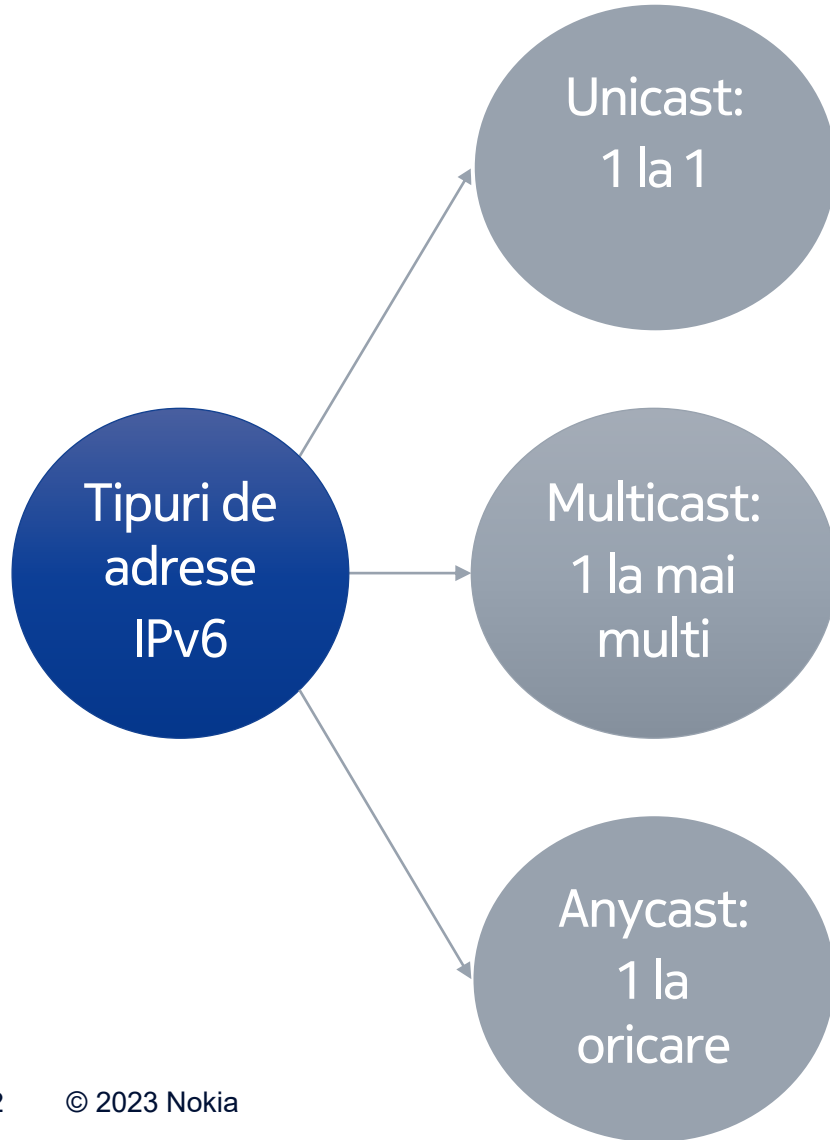 Unicast:
1 la 1
Tipuri de
adrese
IPv6
Multicast:
1 la mai
multi
Anycast:
1 la
oricare
2 © 2023 Nokia